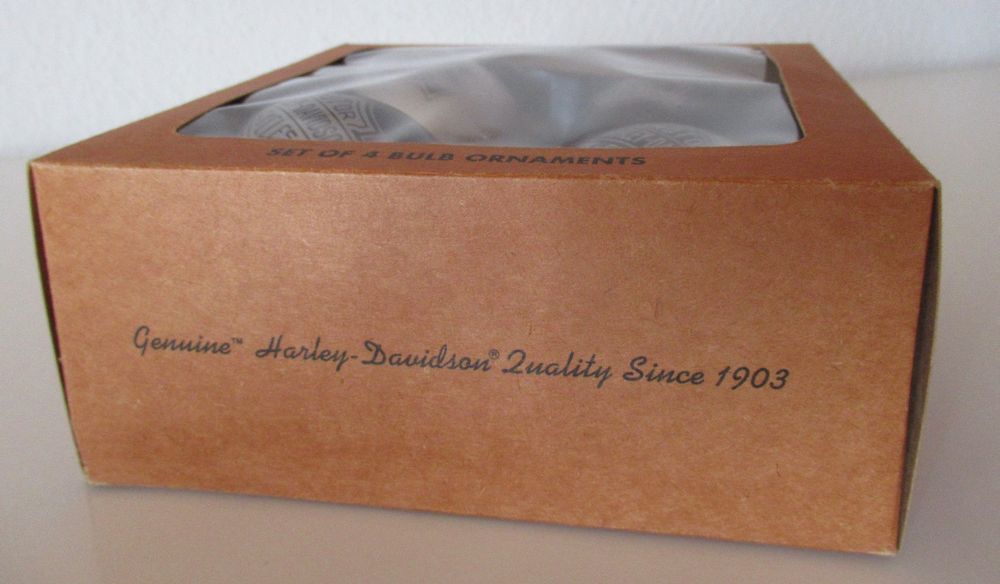 SET OF 4 BULB ORNAMENTS
Genuine™ Harley-Davidson® Quality Since 1903